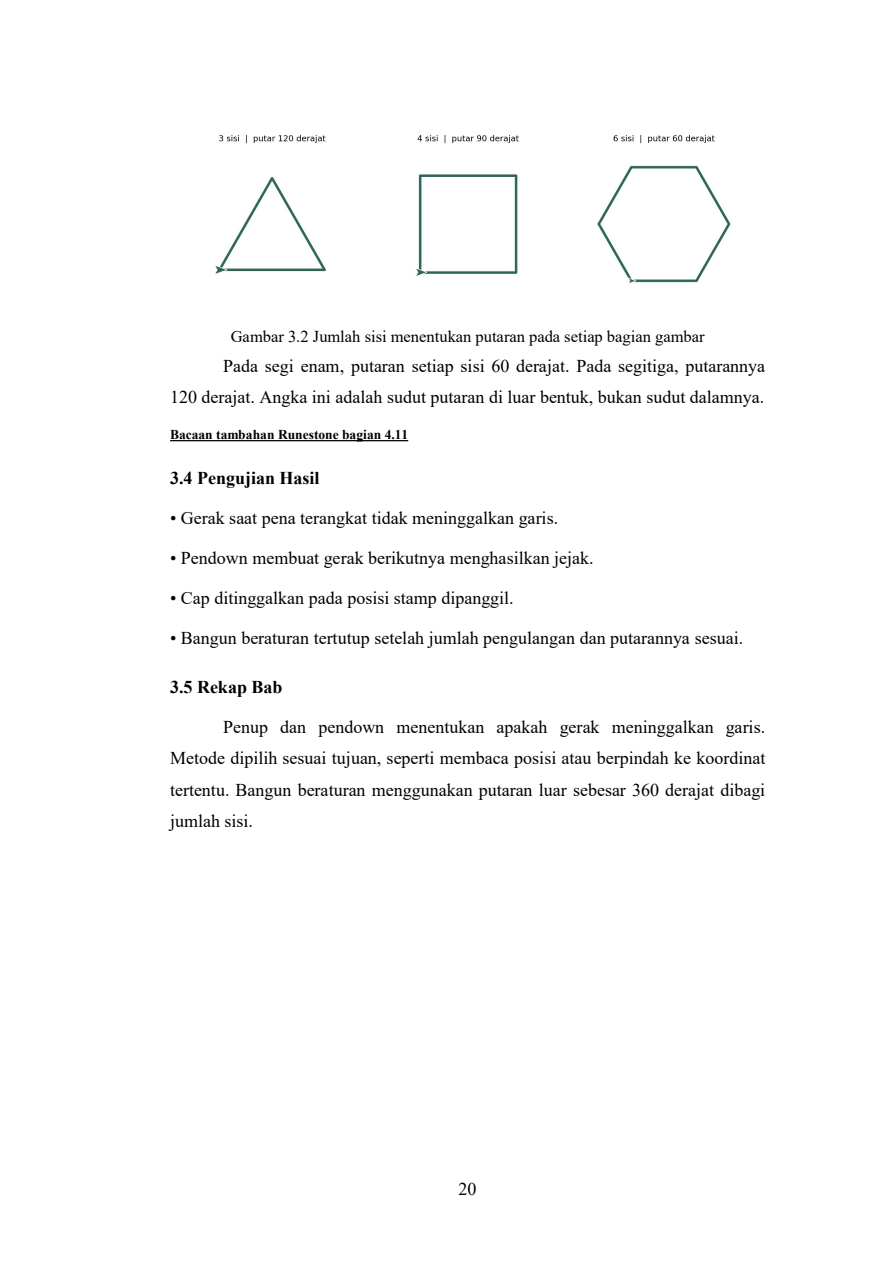 3 sisi | putar 120 derajat
4 sisi | putar 90 derajat
6 sisi | putar 60 derajat
Gambar 3.2 Jumlah sisi menentukan putaran pada setiap bagian gambar
Pada segi enam, putaran setiap sisi 60 derajat. Pada segitiga, putarannya
120 derajat. Angka ini adalah sudut putaran di luar bentuk, bukan sudut dalamnya.
Bacaan tambahan Runestone bagian 4.11
3.4 Pengujian Hasil
• Gerak saat pena terangkat tidak meninggalkan garis.
• Pendown membuat gerak berikutnya menghasilkan jejak.
• Cap ditinggalkan pada posisi stamp dipanggil.
• Bangun beraturan tertutup setelah jumlah pengulangan dan putarannya sesuai.
3.5 Rekap Bab
Penup dan pendown menentukan apakah gerak meninggalkan garis.
Metode dipilih sesuai tujuan, seperti membaca posisi atau berpindah ke koordinat
tertentu. Bangun beraturan menggunakan putaran luar sebesar 360 derajat dibagi
jumlah sisi.
20